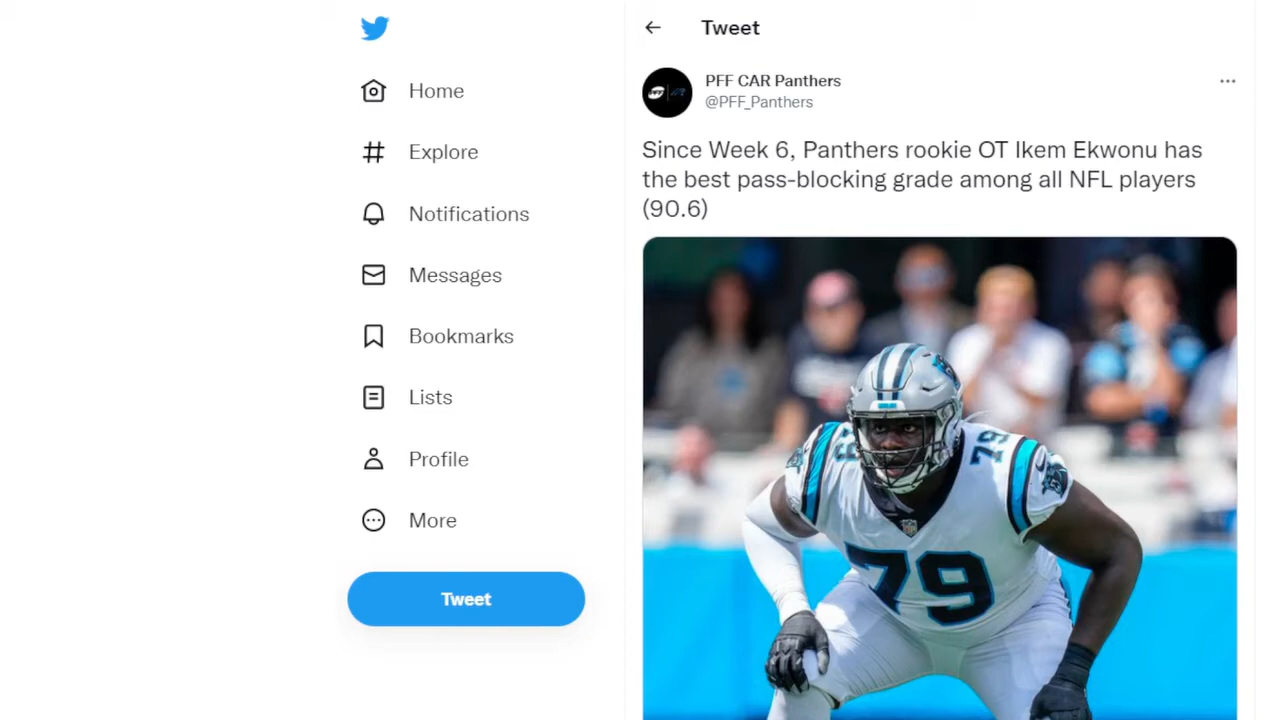 Tweet
PFF CAR Panthers
@PFF_Panthers
Since Week 6, Panthers rookie OT Ikem Ekwonu has
the best pass-blocking grade among all NFL players
(90.6)
79
79
79
Home
Explore
Notifications
Messages
Bookmarks
Lists
Profile
More
Tweet